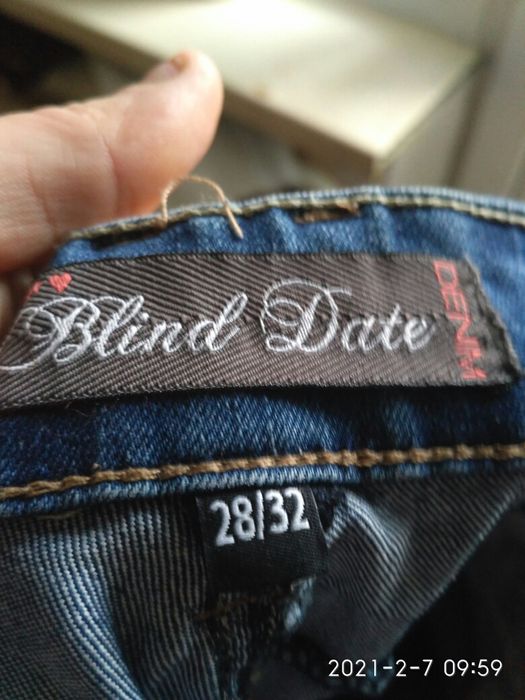 Blind Date
DENIM
28/32
2021-2-7 09:59